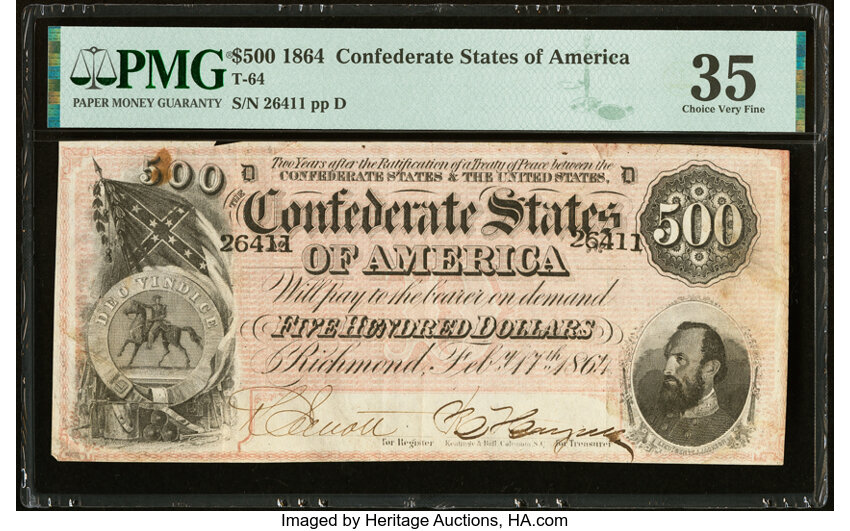 PMG
PAPER MONEY GUARANTY
$500 1864 Confederate States of America
T-64
S/N 26411 pp D
35
Choice Very Fine
500 D
Two Years after the Ratification of a Treaty of Peace between the
CONFEDERATE STATES & THE UNITED STATES,
D
THE
Confederate States
26411
26411
500
OF AMERICA
DEO VINDICE
Will pay to the bearer on demand
FIVE HUNDRED DOLLARS
Richmond, Feby. 17th. 1864
for Register
Keatinge & Ball, Columbia, S.C.
for Treasurer
Imaged by Heritage Auctions, HA.com